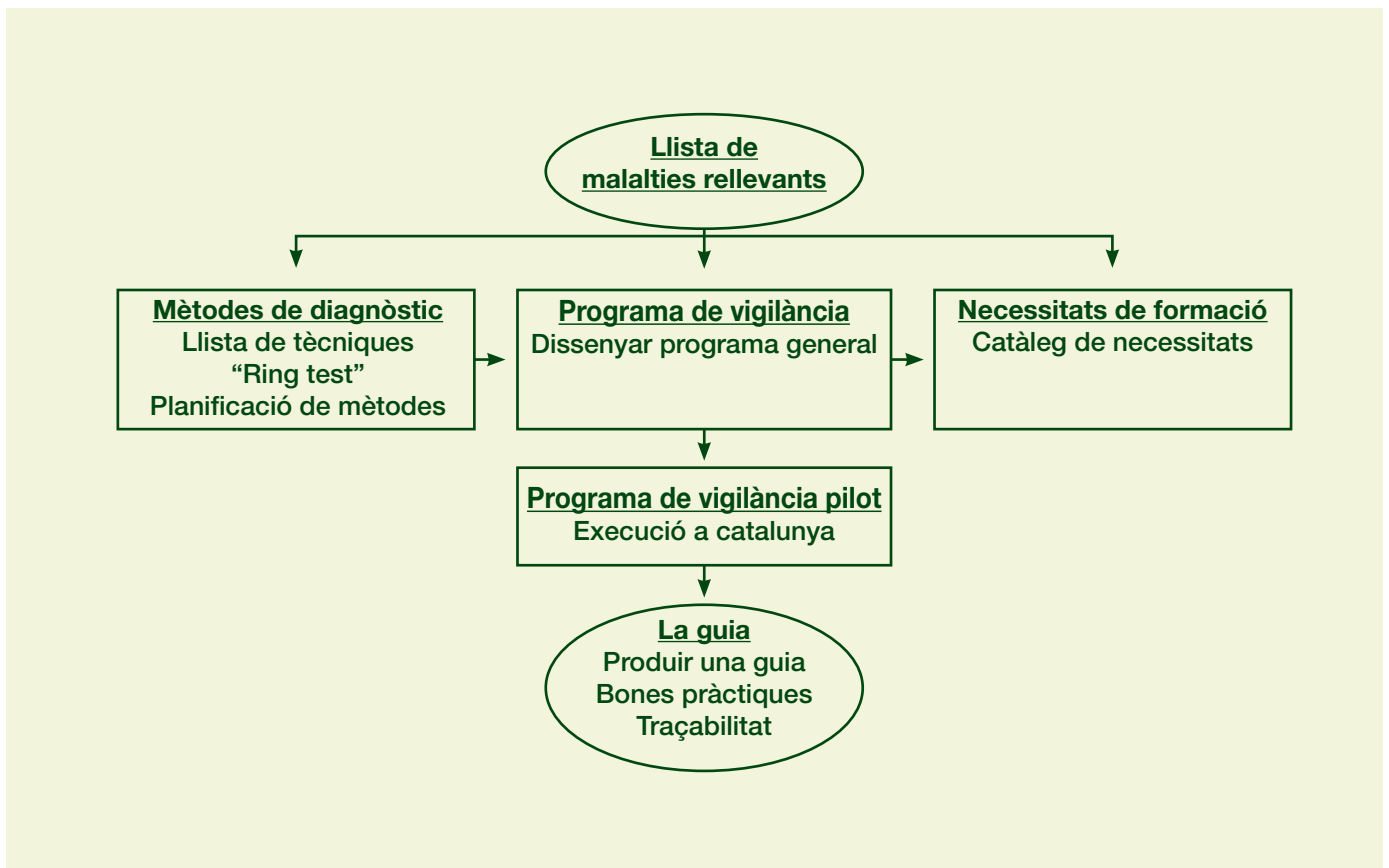 Llista de
malalties rellevants
Mètodes de diagnòstic
Llista de tècniques
“Ring test”
Planificació de mètodes
Programa de vigilància
Dissenyar programa general
Necessitats de formació
Catàleg de necessitats
Programa de vigilància pilot
Execució a catalunya
La guia
Produir una guia
Bones pràctiques
Traçabilitat